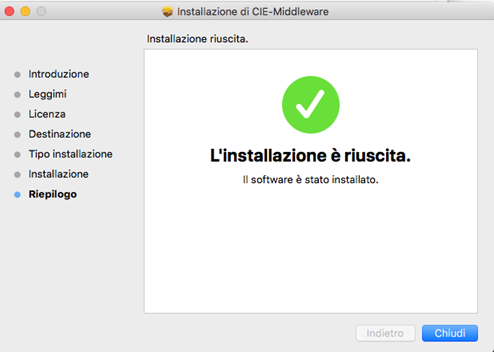 Installazione di CIE-Middleware
Installazione riuscita.
Introduzione
Leggimi
Licenza
Destinazione
Tipo installazione
Installazione
Riepilogo
L'installazione è riuscita.
Il software è stato installato.
Indietro
Chiudi